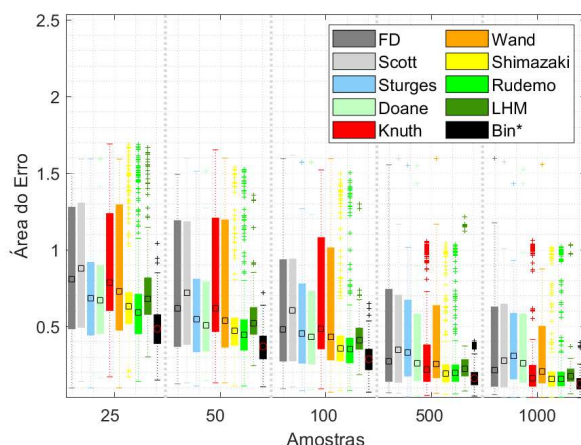 2.5
2
1.5
1
0.5
Área do Erro
FD
Scott
Sturges
Doane
Knuth
Wand
Shimazaki
Rudemo
LHM
Bin*
25 50 100 500 1000
Amostras